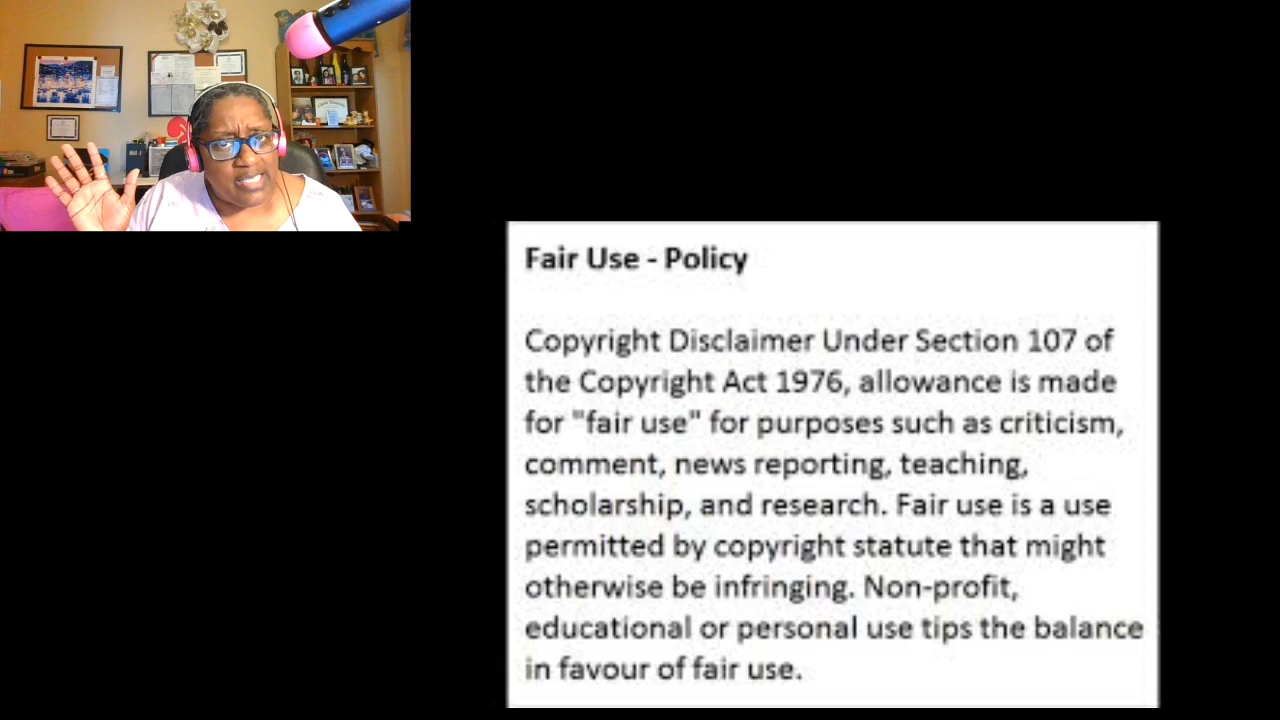 Fair Use - Policy
Copyright Disclaimer Under Section 107 of
the Copyright Act 1976, allowance is made
for "fair use" for purposes such as criticism,
comment, news reporting, teaching,
scholarship, and research. Fair use is a use
permitted by copyright statute that might
otherwise be infringing. Non-profit,
educational or personal use tips the balance
in favour of fair use.